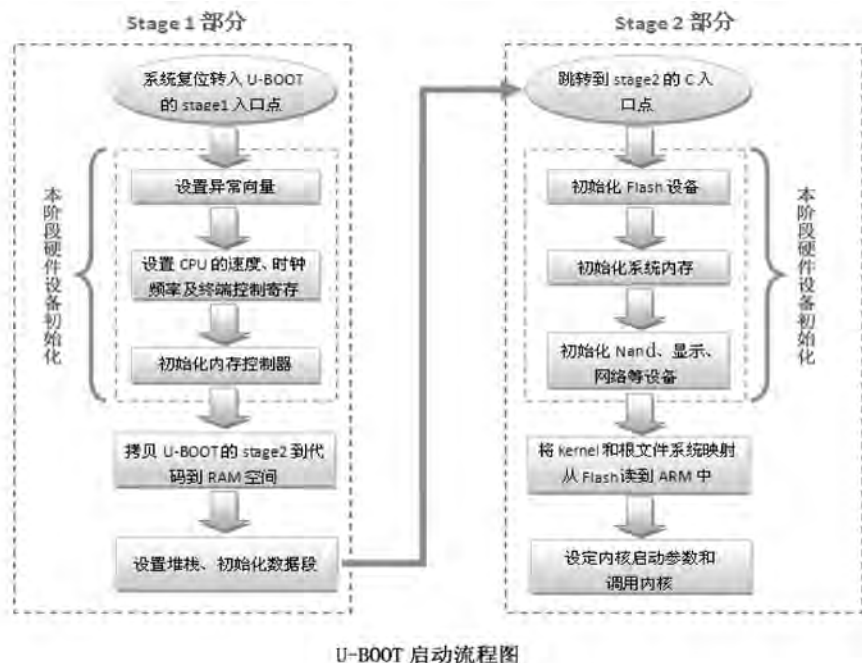 Stage 1 部分
系统复位转入 U-BOOT
的 stage1 入口点
本阶段硬件设备初始化
设置异常向量
设置 CPU 的速度、时钟
频率及终端控制寄存
初始化内存控制器
拷贝 U-BOOT的 stage2 到代
码到 RAM 空间
设置堆栈、初始化数据段
Stage 2 部分
跳转到 stage2 的 C 入
口点
初始化 Flash 设备
初始化系统内存
初始化 Nand、显示、
网络等设备
本阶段硬件设备初始化
将 kernel 和根文件系统映射
从 Flash 读到 ARM 中
设定内核启动参数和
调用内核
U-BOOT 启动流程图